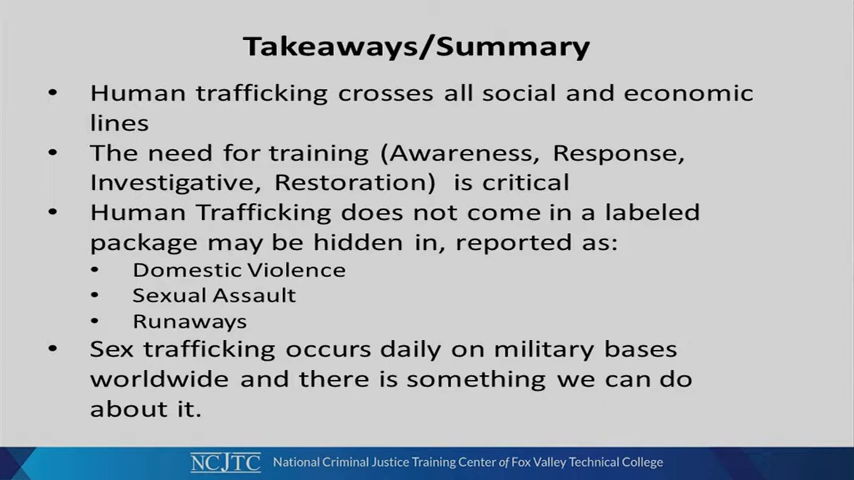 Takeaways/Summary
• Human trafficking crosses all social and economic
lines
• The need for training (Awareness, Response,
Investigative, Restoration) is critical
• Human Trafficking does not come in a labeled
package may be hidden in, reported as:
• Domestic Violence
• Sexual Assault
• Runaways
• Sex trafficking occurs daily on military bases
worldwide and there is something we can do
about it.
NCJTC National Criminal Justice Training Center of Fox Valley Technical College